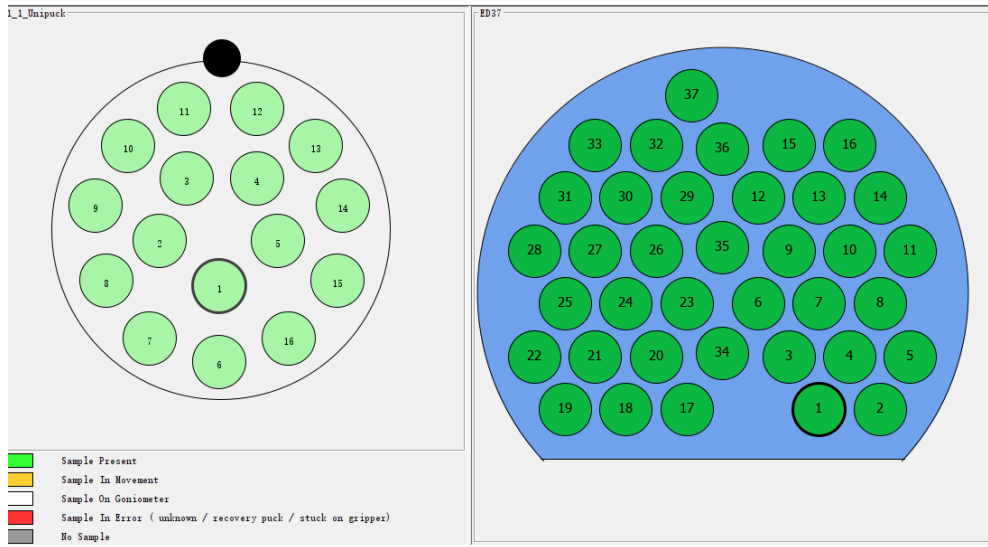 1_1_Unipuck
ED37
11 12
10 13
3 4
9 14
2 5
8 1 15
7 16
6
37
33 32 36 15 16
31 30 29 12 13 14
28 27 26 35 9 10 11
25 24 23 6 7 8
22 21 20 34 3 4 5
19 18 17 1 2
Sample Present
Sample In Movement
Sample On Goniometer
Sample In Error ( unknown / recovery puck / stuck on gripper)
No Sample